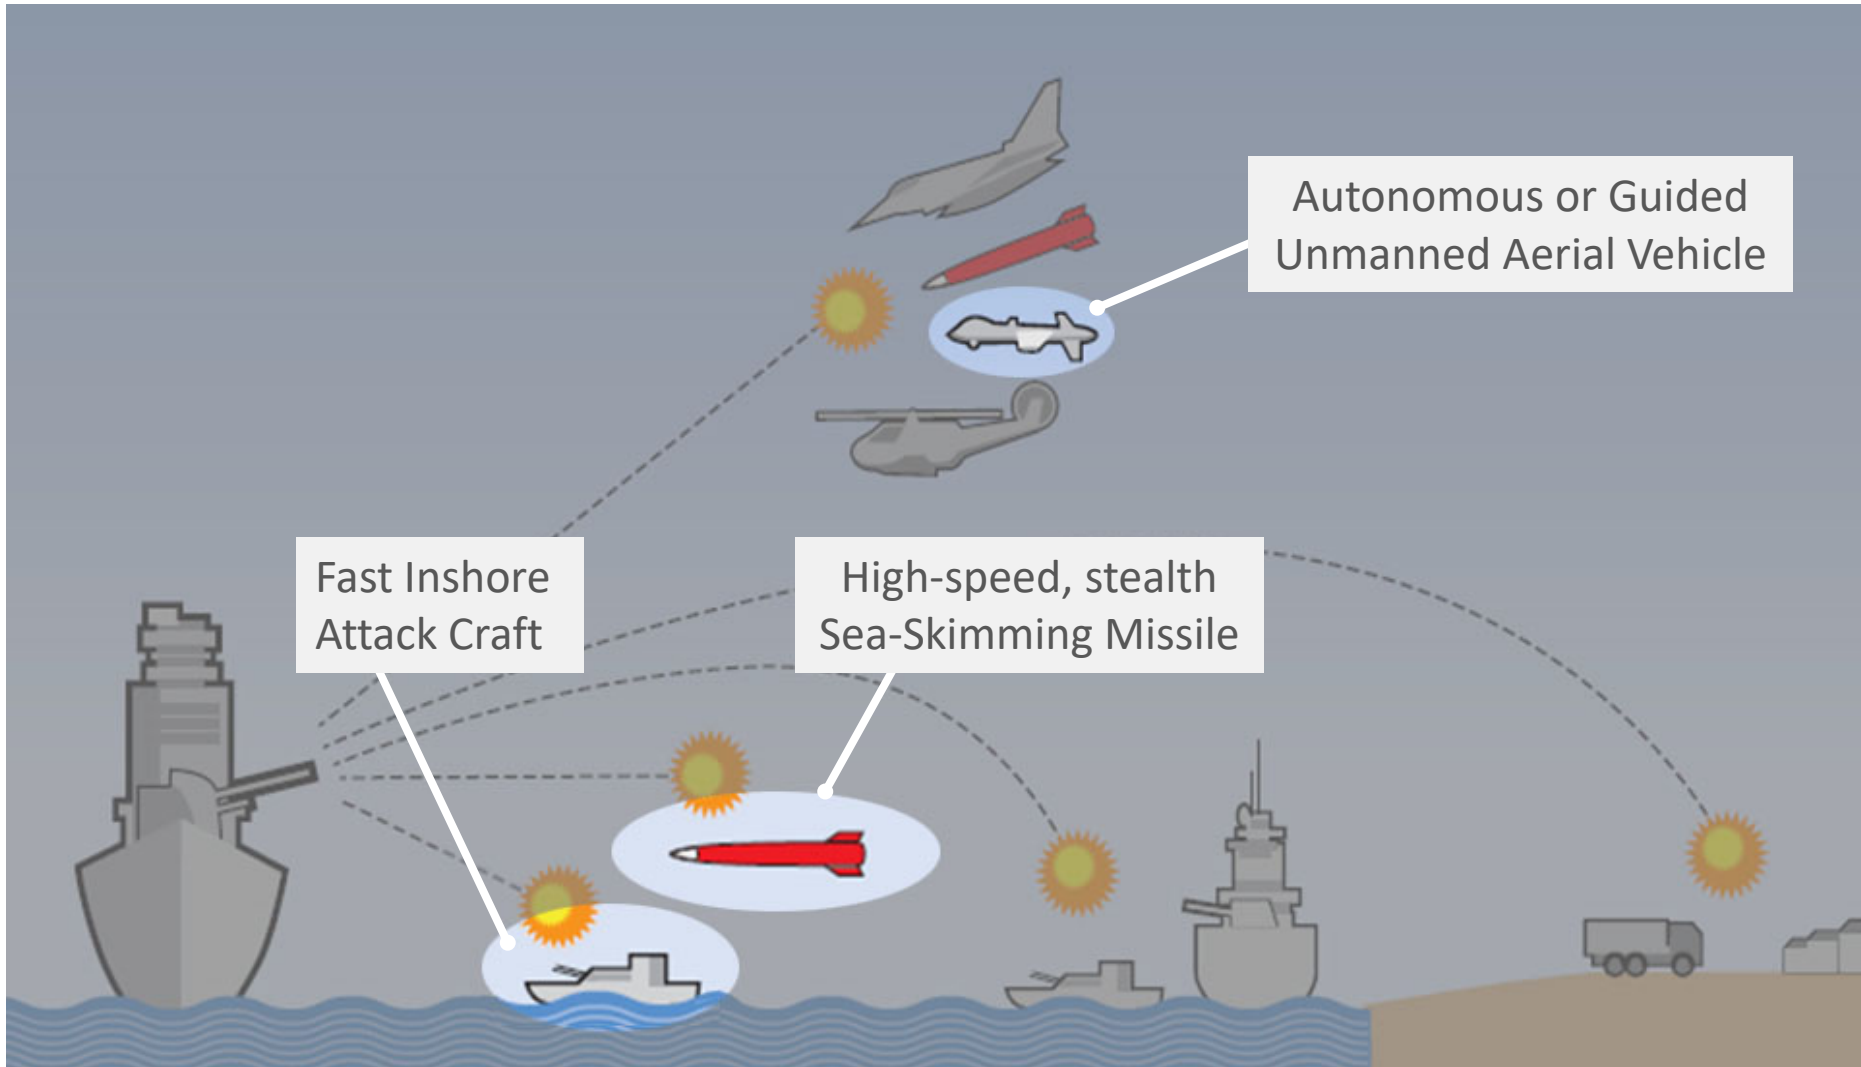 Autonomous or Guided
Unmanned Aerial Vehicle
Fast Inshore
Attack Craft
High-speed, stealth
Sea-Skimming Missile